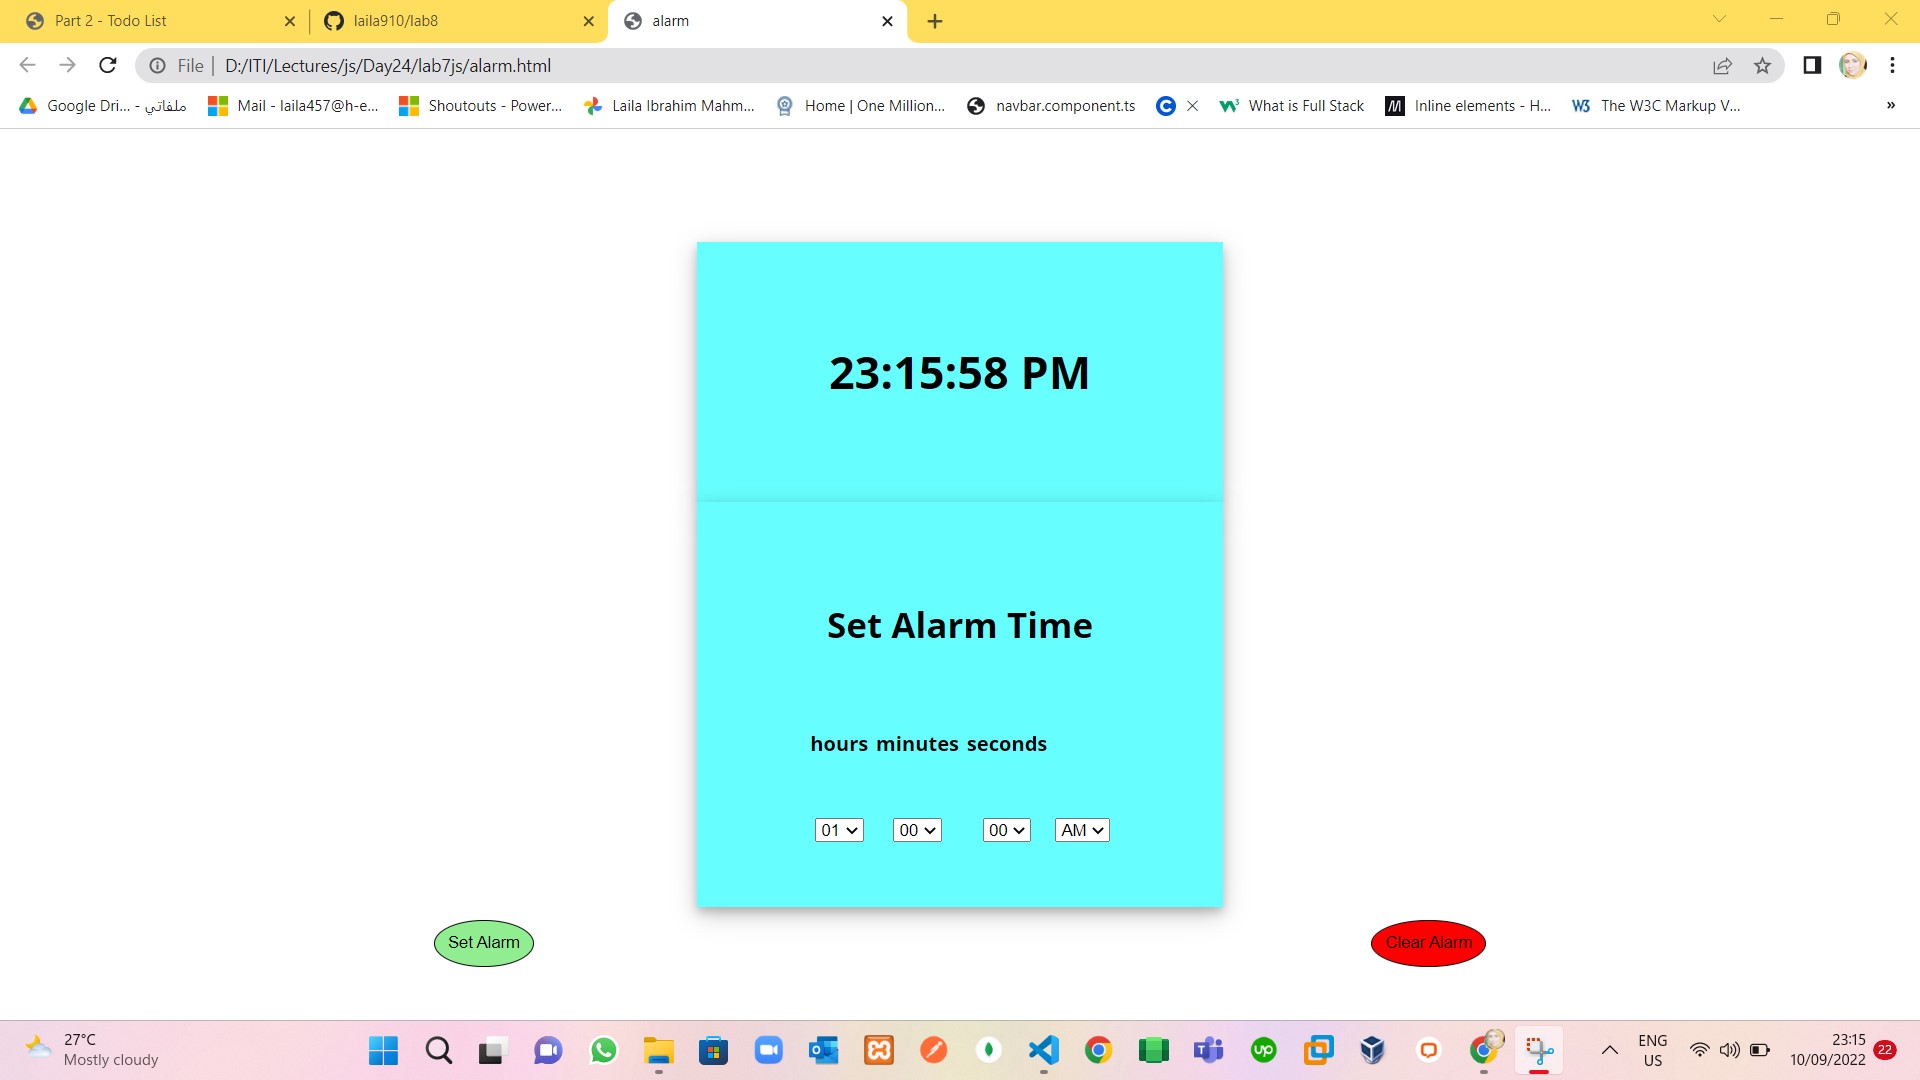 Part 2 - Todo List
laila910/lab8
alarm
File
D:/ITI/Lectures/js/Day24/lab7js/alarm.html
Google Dri... - ملفاتي
Mail - laila457@h-e...
Shoutouts - Power...
Laila Ibrahim Mahm...
Home | One Million...
navbar.component.ts
What is Full Stack
Inline elements - H...
The W3C Markup V...
»
23:15:58 PM
Set Alarm Time
hours minutes seconds
01 00 00 AM
Set Alarm
Clear Alarm
27°C
Mostly cloudy
ENG
US
23:15
10/09/2022
22